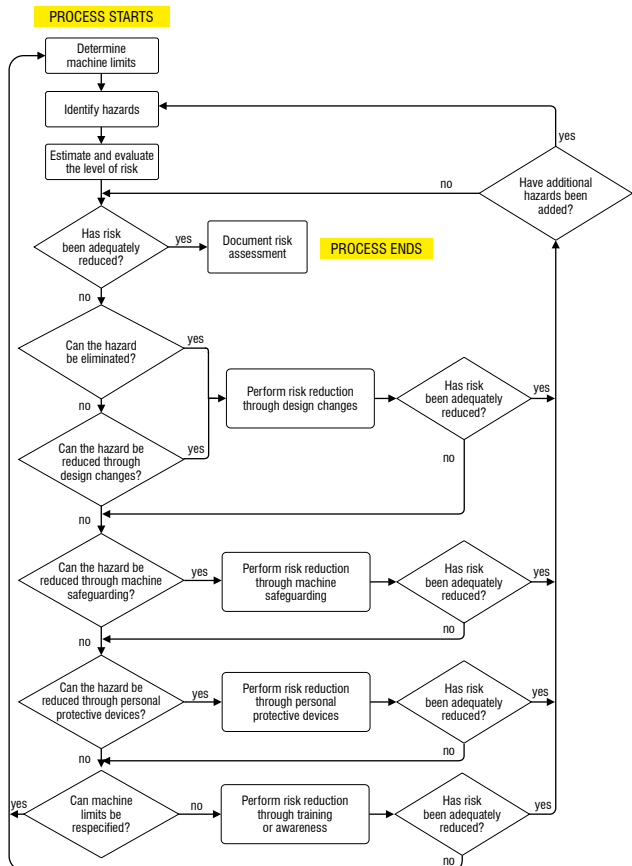 PROCESS STARTS
Determine
machine limits
Identify hazards
yes
Estimate and evaluate
the level of risk
no
Have additional
hazards been
added?
Has risk
been adequately
reduced?
yes
Document risk
assessment
PROCESS ENDS
no
Can the hazard
be eliminated?
yes
Perform risk reduction
through design changes
Has risk
been adequately
reduced?
yes
no
Can the hazard be
reduced through
design changes?
yes
no
no
Can the hazard be
reduced through machine
safeguarding?
yes
Perform risk reduction
through machine
safeguarding
Has risk
been adequately
reduced?
yes
no
no
Can the hazard be
reduced through personal
protective devices?
yes
Perform risk reduction
through personal
protective devices
Has risk
been adequately
reduced?
yes
no
no
yes
Can machine
limits be
respecified?
no
Perform risk reduction
through training
or awareness
Has risk
been adequately
reduced?
yes
no